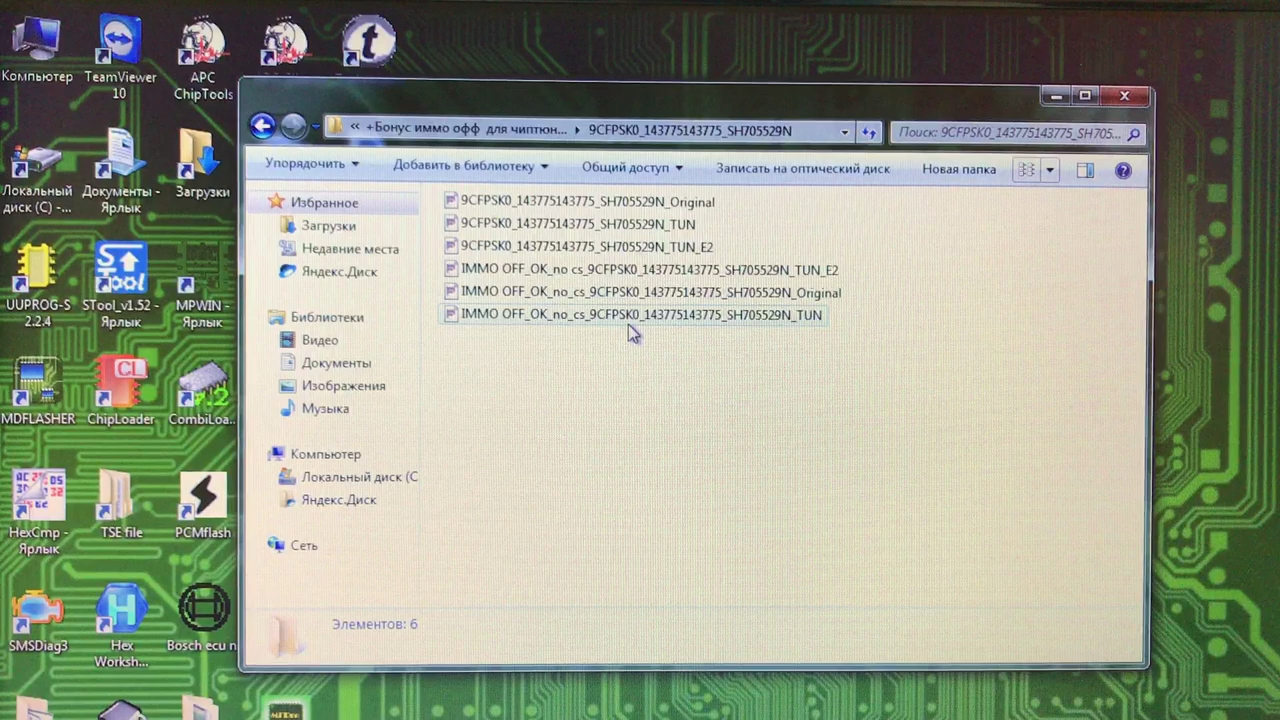 Компьютер
TeamViewer
10
APC
ChipTools
« +Бонус иммо офф для чиптюн... ▸ 9CFPSK0_143775143775_SH705529N
Поиск: 9CFPSK0_143775143775_SH705...
Упорядочить
Добавить в библиотеку
Общий доступ
Записать на оптический диск
Новая папка
Локальный
диск (C) -...
Документы -
Ярлык
Загрузки
UUPROG-S
2.2.4
STool_v1.52 -
Ярлык
MPWIN -
Ярлык
MDFLASHER
CL
ChipLoader
CombiLoa...
HexCmp -
Ярлык
TSE file
PCMflash
SMSDiag3
Hex
Worksh...
Bosch ecu n
Избранное
Загрузки
Недавние места
Яндекс.Диск
Библиотеки
Видео
Документы
Изображения
Музыка
Компьютер
Локальный диск (C
Яндекс.Диск
Сеть
9CFPSK0_143775143775_SH705529N_Original
9CFPSK0_143775143775_SH705529N_TUN
9CFPSK0_143775143775_SH705529N_TUN_E2
IMMO OFF_OK_no cs_9CFPSK0_143775143775_SH705529N_TUN_E2
IMMO OFF_OK_no_cs_9CFPSK0_143775143775_SH705529N_Original
IMMO OFF_OK_no_cs_9CFPSK0_143775143775_SH705529N_TUN
Элементов: 6